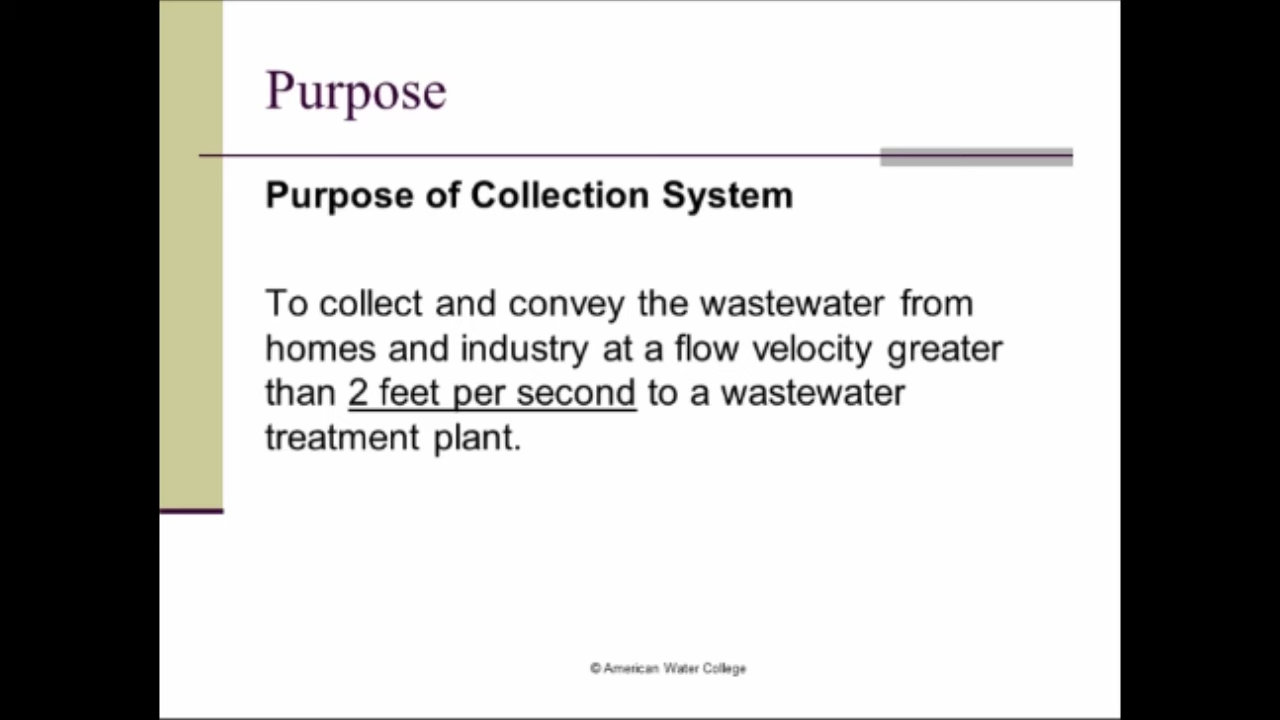 Purpose
Purpose of Collection System
To collect and convey the wastewater from
homes and industry at a flow velocity greater
than 2 feet per second to a wastewater
treatment plant.
© American Water College